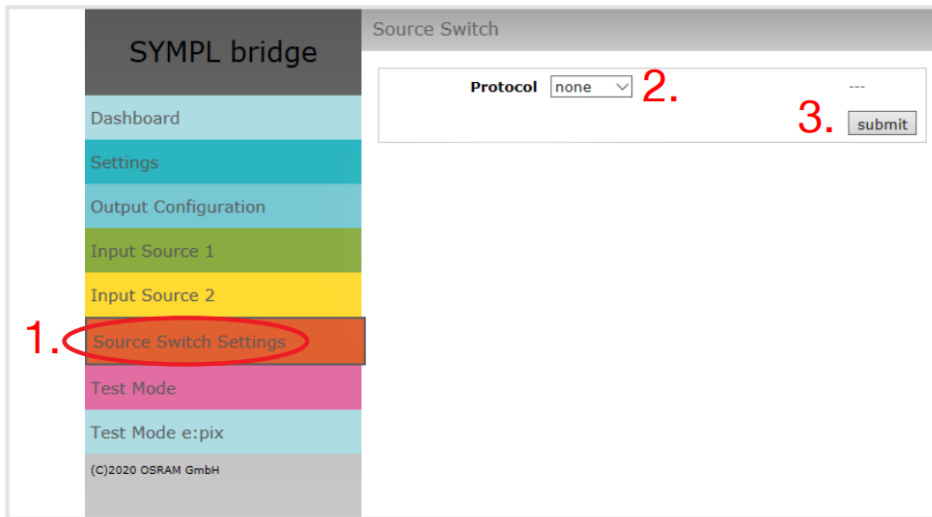 SYMPL bridge
Dashboard
Settings
Output Configuration
Input Source 1
Input Source 2
1. Source Switch Settings
Test Mode
Test Mode e:pix
(C)2020 OSRAM GmbH
Source Switch
Protocol none 2. ---
3. submit